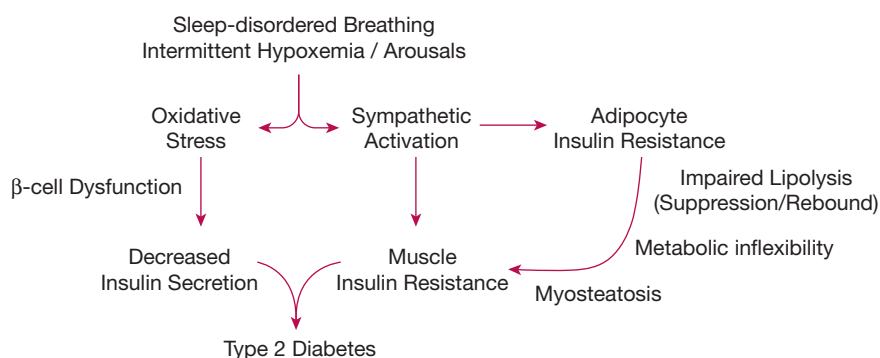 Sleep-disordered Breathing
Intermittent Hypoxemia / Arousals
Oxidative
Stress
Sympathetic
Activation
Adipocyte
Insulin Resistance
β-cell Dysfunction
Impaired Lipolysis
(Suppression/Rebound)
Metabolic inflexibility
Decreased
Insulin Secretion
Muscle
Insulin Resistance
Myosteatosis
Type 2 Diabetes